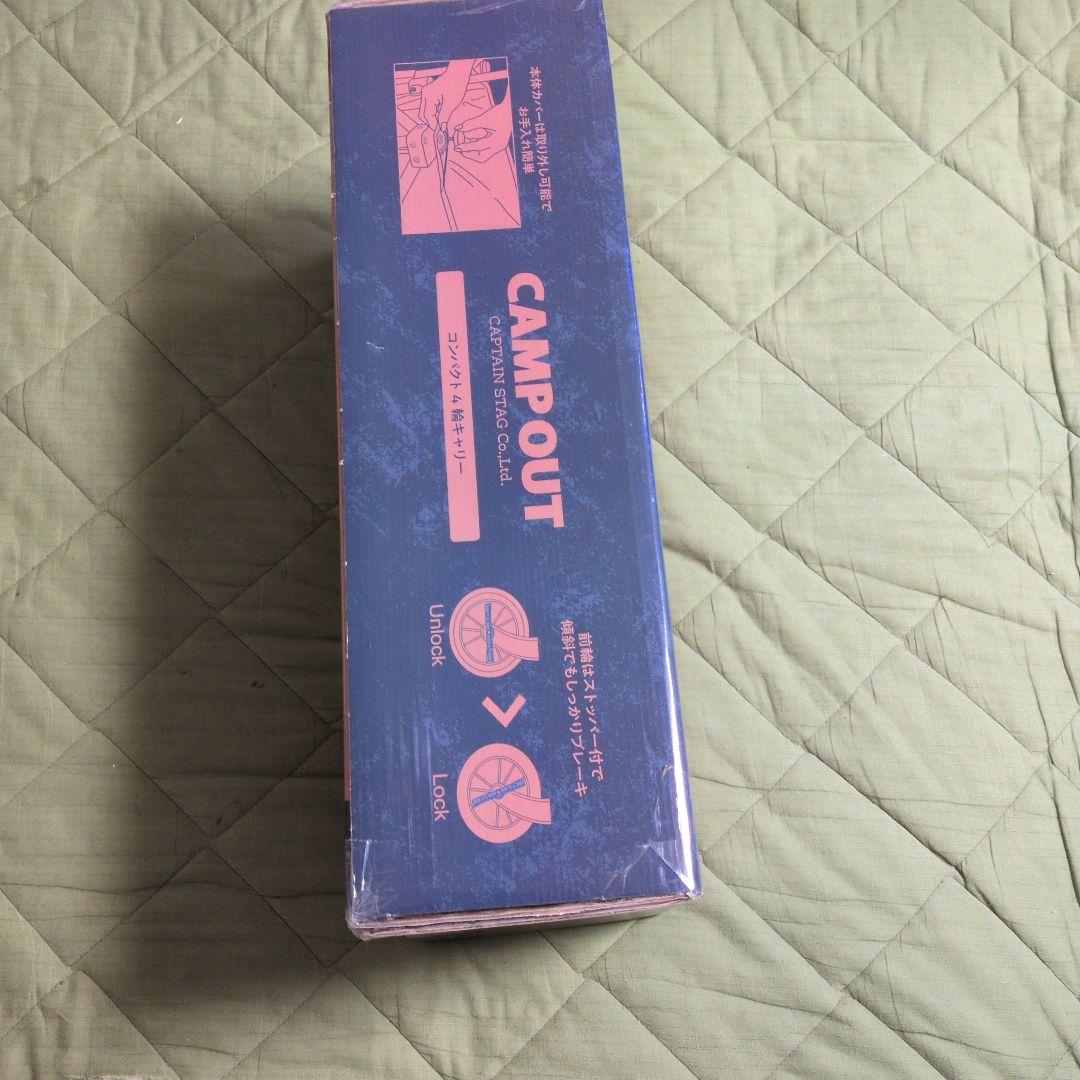 本体カバーは取り外し可能で
お手入れ簡単
CAMPOUT
CAPTAIN STAG Co.,Ltd.
コンパクト4輪キャリー
前輪はストッパー付で
傾斜でもしっかりブレーキ
Unlock
Lock